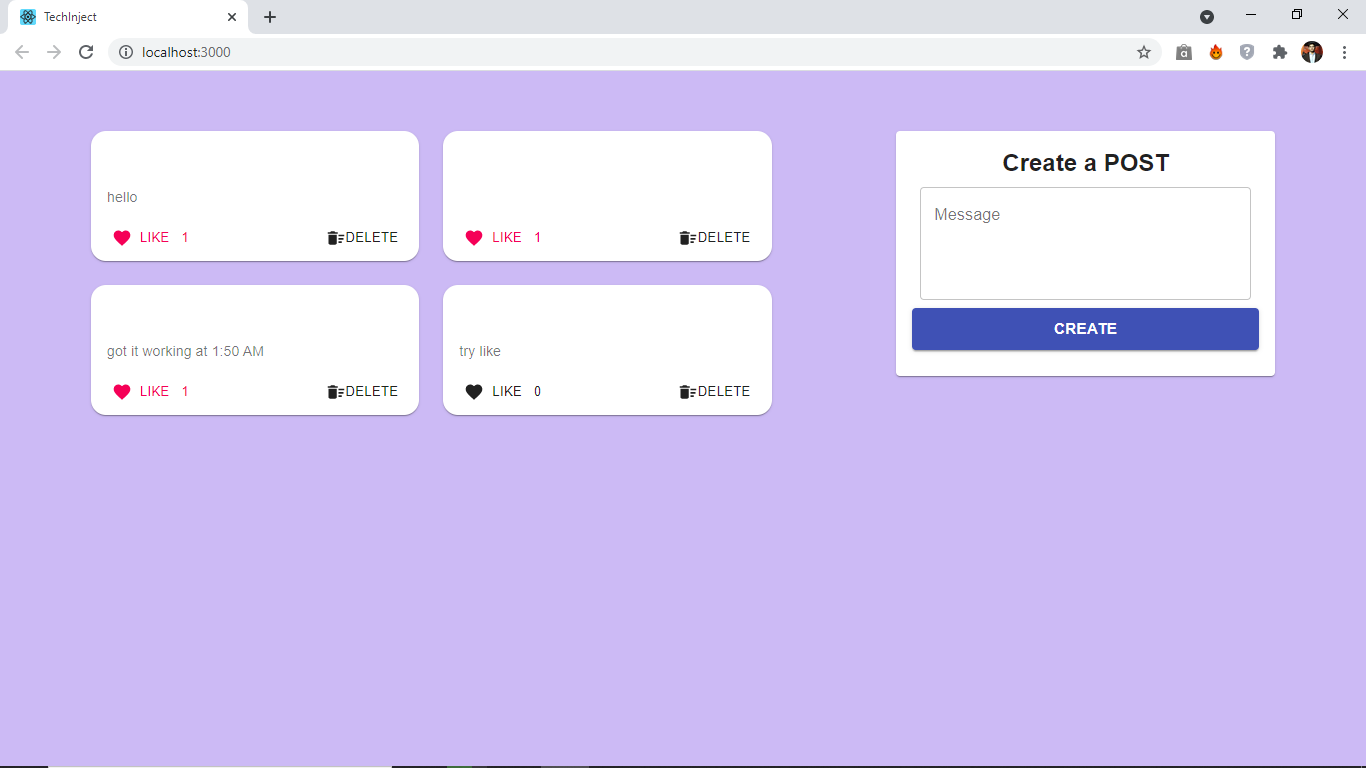 TechInject
localhost:3000
hello
LIKE 1
DELETE
LIKE 1
DELETE
got it working at 1:50 AM
LIKE 1
DELETE
try like
LIKE 0
DELETE
Create a POST
Message
CREATE